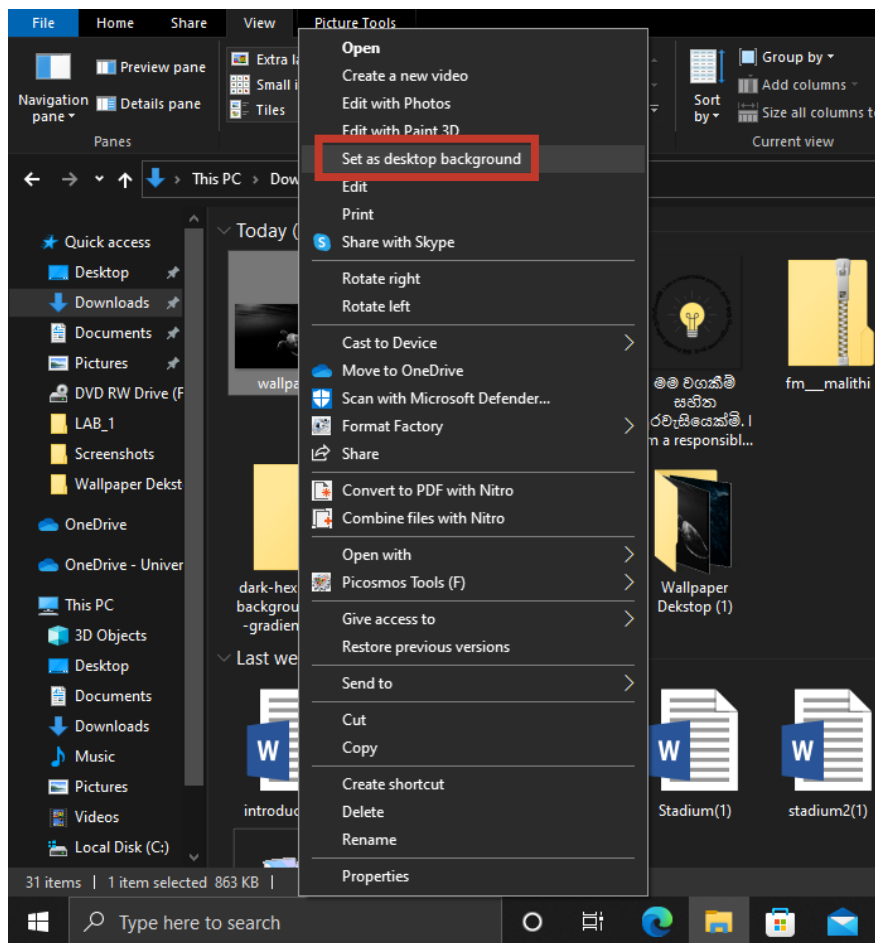 File Home Share View Picture Tools
Preview pane
Details pane
Navigation
pane
Panes
Extra
Small
Tiles
Sort
by
Group by
Add columns
Size all columns
Current view
This PC
Quick access
Desktop
Downloads
Documents
Pictures
DVD RW Drive (F
LAB_1
Screenshots
Wallpaper Dekst
OneDrive
OneDrive - Univer
This PC
3D Objects
Desktop
Documents
Downloads
Music
Pictures
Videos
Local Disk (C:)
Today (
Last we
dark-hex
-gradien
Open
Create a new video
Edit with Photos
Edit with Paint 3D
Set as desktop background
Edit
Print
Share with Skype
Rotate right
Rotate left
Cast to Device
Move to OneDrive
Scan with Microsoft Defender...
Format Factory
Share
Convert to PDF with Nitro
Combine files with Nitro
Open with
Picosmos Tools (F)
Give access to
Restore previous versions
Send to
Cut
Copy
Create shortcut
Delete
Rename
Properties
මම වගකීම්
සහිත
a responsibl...
fm__malithi
Wallpaper
Dekstop (1)
Stadium(1)
stadium2(1)
31 items | 1 item selected 863 KB |
Type here to search